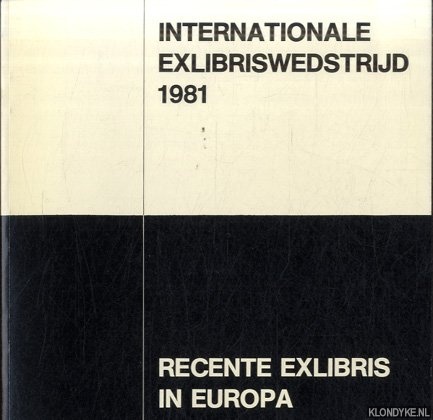 INTERNATIONALE
EXLIBRISWEDSTRIJD
1981
RECENTE EXLIBRIS
IN EUROPA
KLONDYKE.NL